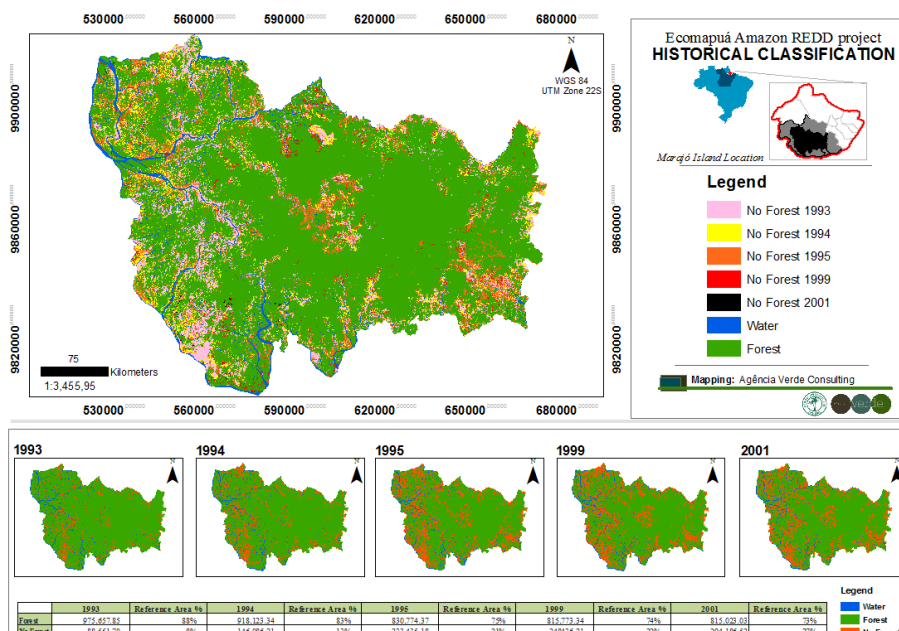 530000 560000 590000 620000 650000 680000
Ecomapuá Amazon REDD project
HISTORICAL CLASSIFICATION
N
WGS 84
UTM Zone 22S
9900000
9860000
9820000
9900000
9860000
9820000
Marajó Island Location
Legend
No Forest 1993
No Forest 1994
No Forest 1995
No Forest 1999
No Forest 2001
Water
Forest
75
Kilometers
1:3,455,95
Mapping: Agência Verde Consulting
530000 560000 590000 620000 650000 680000
1993 1994 1995 1999 2001
N N N N N
Legend
Water
Forest
1993 Reference Area % 1994 Reference Area % 1995 Reference Area % 1999 Reference Area % 2001 Reference Area %
Forest 975,657.85 88% 918,123.34 83% 830,774.37 75% 815,773.34 74% 815,023.03 73%